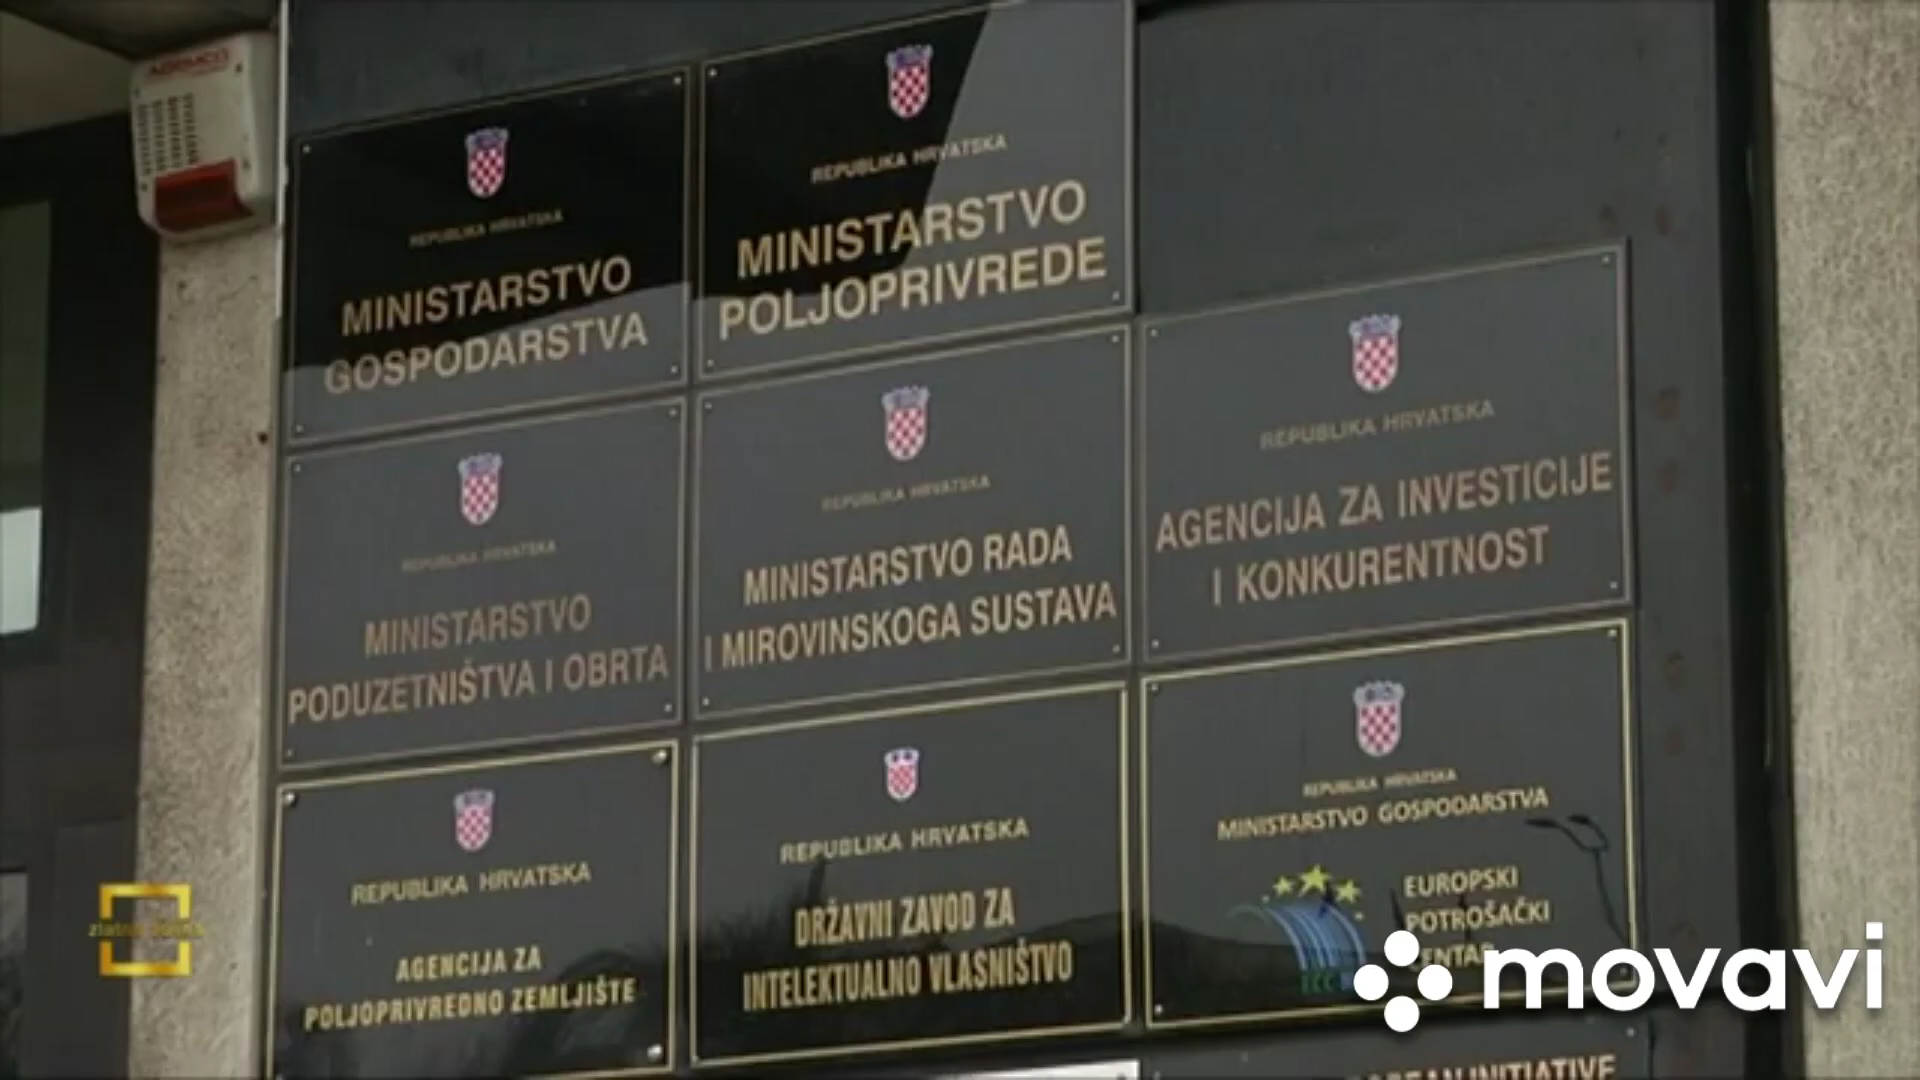 REPUBLIKA HRVATSKA
MINISTARSTVO
GOSPODARSTVA
REPUBLIKA HRVATSKA
MINISTARSTVO
POLJOPRIVREDE
REPUBLIKA HRVATSKA
MINISTARSTVO
PODUZETNIŠTVA I OBRTA
REPUBLIKA HRVATSKA
MINISTARSTVO RADA
I MIROVINSKOGA SUSTAVA
REPUBLIKA HRVATSKA
AGENCIJA ZA INVESTICIJE
I KONKURENTNOST
REPUBLIKA HRVATSKA
AGENCIJA ZA
POLJOPRIVREDNO ZEMLJIŠTE
REPUBLIKA HRVATSKA
DRŽAVNI ZAVOD ZA
INTELEKTUALNO VLASNIŠTVO
REPUBLIKA HRVATSKA
MINISTARSTVO GOSPODARSTVA
EUROPSKI
POTROŠAČKI
CENTAR
INITIATIVE
movavi